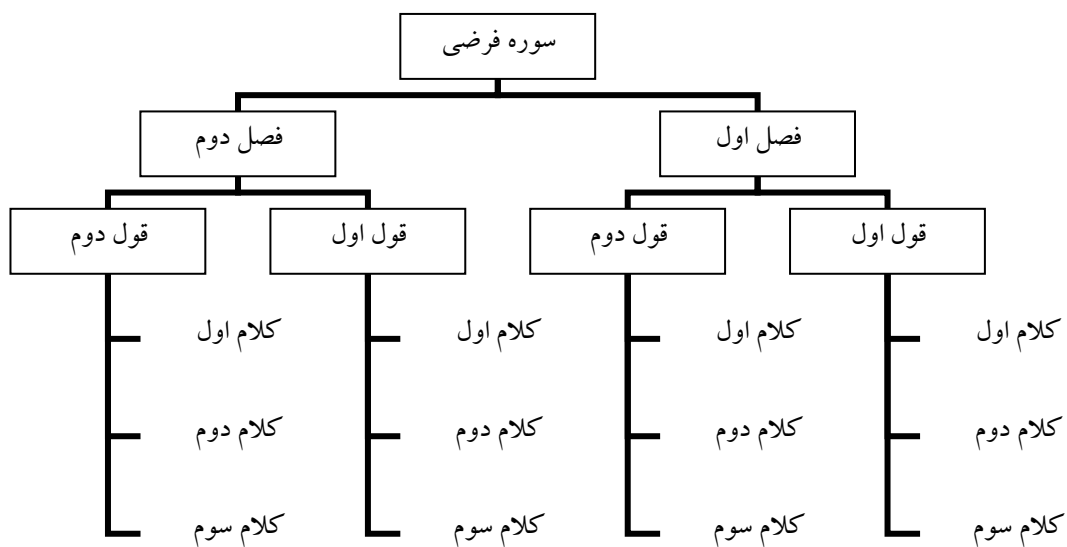 سوره فرضی
فصل اول
فصل دوم
قول اول
قول دوم
قول اول
قول دوم
کلام اول
کلام اول
کلام اول
کلام اول
کلام دوم
کلام دوم
کلام دوم
کلام دوم
کلام سوم
کلام سوم
کلام سوم
کلام سوم